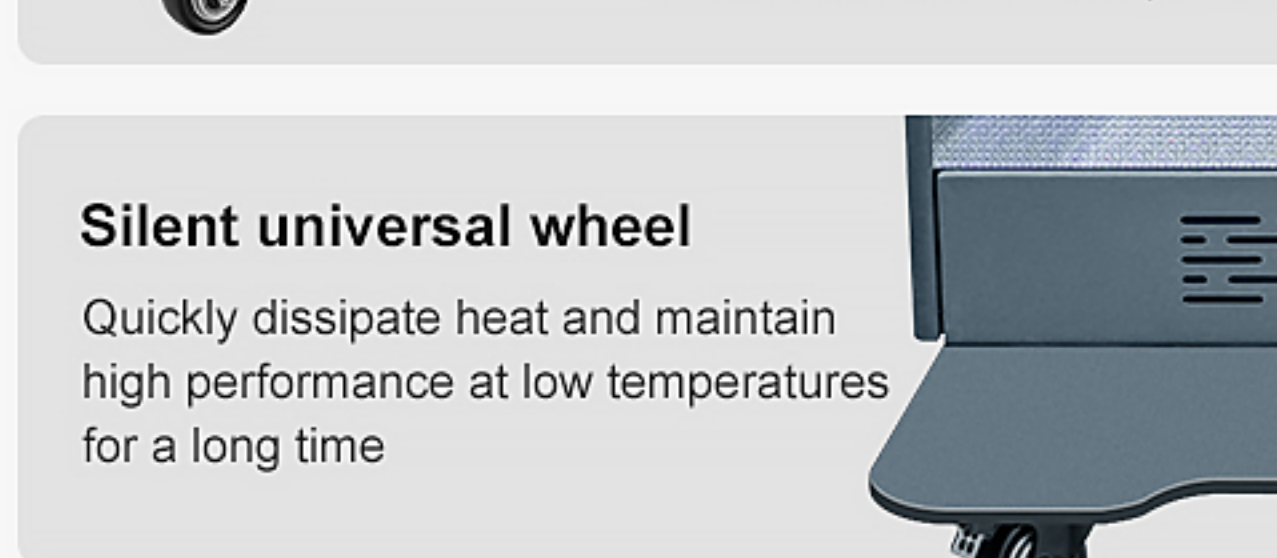 Silent universal wheel
Quickly dissipate heat and maintain
high performance at low temperatures
for a long time